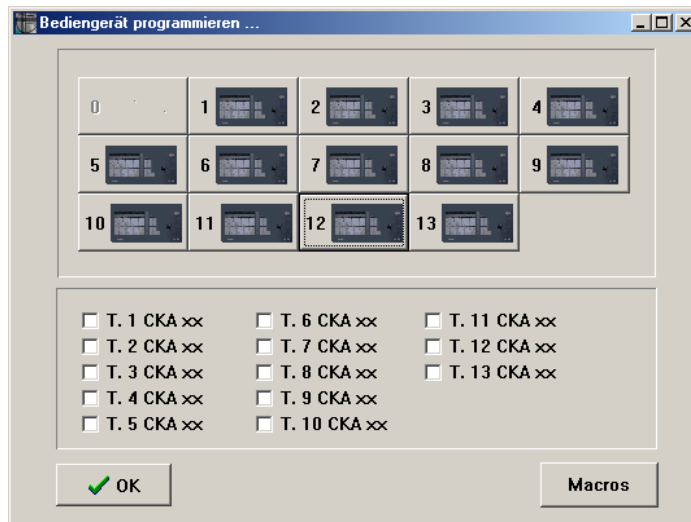 Bediengerät programmieren ...
0 1 2 3 4
5 6 7 8 9
10 11 12 13
T. 1 CKA xx T. 6 CKA xx T. 11 CKA xx
T. 2 CKA xx T. 7 CKA xx T. 12 CKA xx
T. 3 CKA xx T. 8 CKA xx T. 13 CKA xx
T. 4 CKA xx T. 9 CKA xx
T. 5 CKA xx T. 10 CKA xx
OK Macros